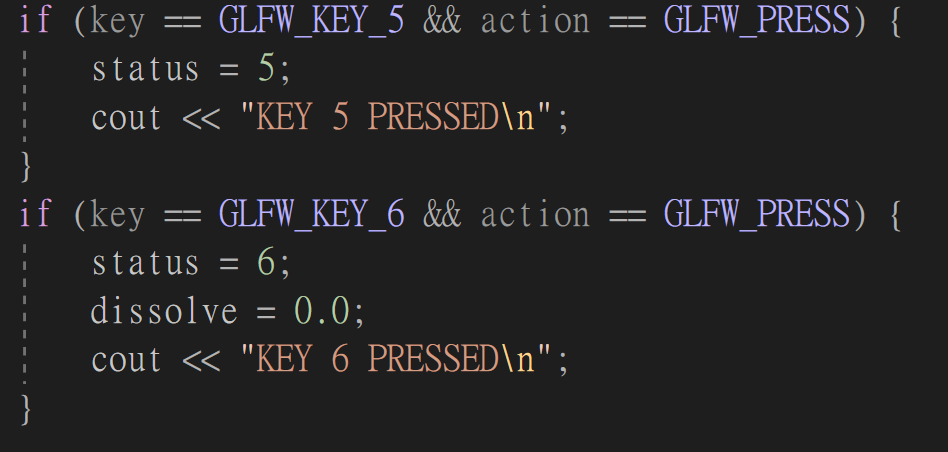 if (key == GLFW_KEY_5 && action == GLFW_PRESS) {
    status = 5;
    cout << "KEY 5 PRESSED\n";
}
if (key == GLFW_KEY_6 && action == GLFW_PRESS) {
    status = 6;
    dissolve = 0.0;
    cout << "KEY 6 PRESSED\n";
}